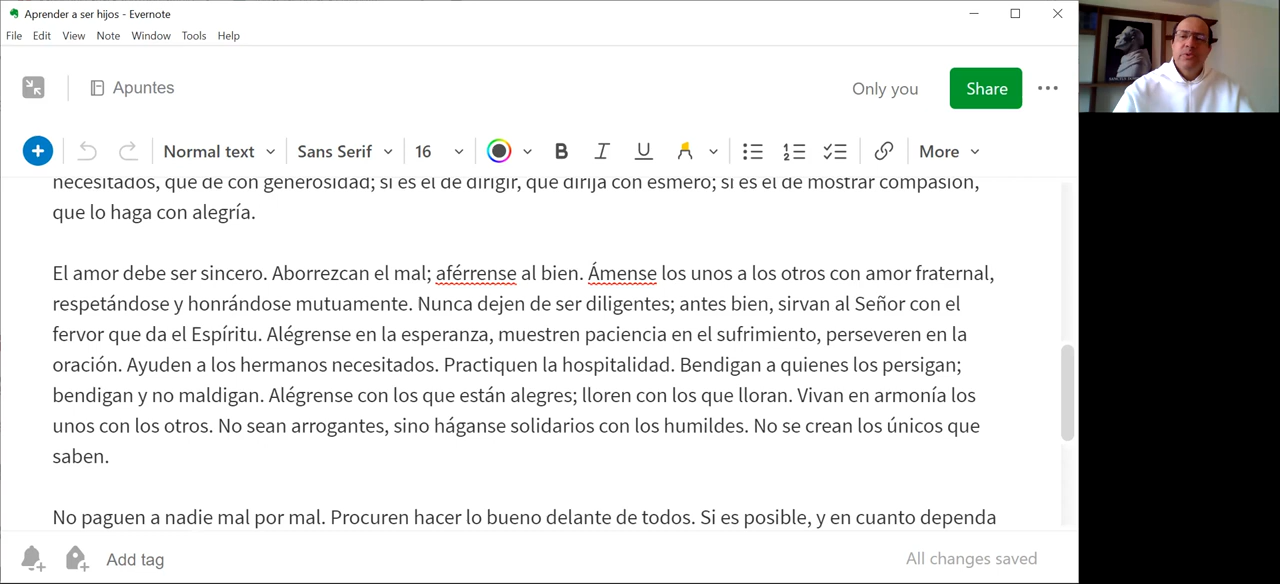 Aprender a ser hijos - Evernote
File Edit View Note Window Tools Help
Apuntes
Only you
Share
Normal text
Sans Serif
16
B I U
More
necesitados, que dé con generosidad; si es el de dirigir, que dirija con esmero; si es el de mostrar compasión,
que lo haga con alegría.
El amor debe ser sincero. Aborrezcan el mal; aférrense al bien. Ámense los unos a los otros con amor fraternal,
respetándose y honrándose mutuamente. Nunca dejen de ser diligentes; antes bien, sirvan al Señor con el
fervor que da el Espíritu. Alégrense en la esperanza, muestren paciencia en el sufrimiento, perseveren en la
oración. Ayuden a los hermanos necesitados. Practiquen la hospitalidad. Bendigan a quienes los persigan;
bendigan y no maldigan. Alégrense con los que están alegres; lloren con los que lloran. Vivan en armonía los
unos con los otros. No sean arrogantes, sino háganse solidarios con los humildes. No se crean los únicos que
saben.
No paguen a nadie mal por mal. Procuren hacer lo bueno delante de todos. Si es posible, y en cuanto dependa
Add tag
All changes saved